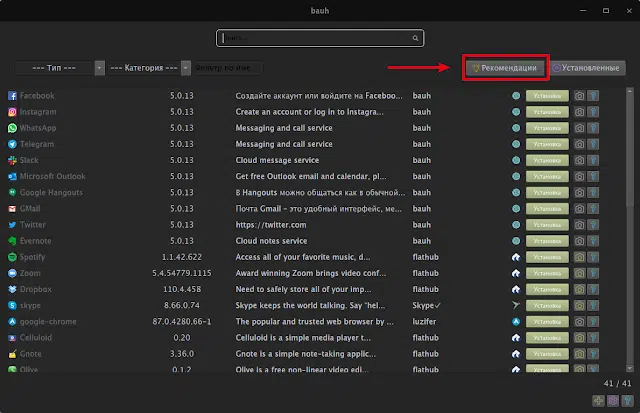 bauh
Поиск...
--- Тип --- --- Категория --- Фильтр по име... Рекомендации Установленные
Facebook 5.0.13 Создайте аккаунт или войдите на Faceboo... bauh Установка
Instagram 5.0.13 Create an account or log in to Instagra... bauh Установка
WhatsApp 5.0.13 Messaging and call service bauh Установка
Telegram 5.0.13 Messaging and call service bauh Установка
Slack 5.0.13 Cloud message service bauh Установка
Microsoft Outlook 5.0.13 Get free Outlook email and calendar, pl... bauh Установка
Google Hangouts 5.0.13 В Hangouts можно общаться как в обычной... bauh Установка
GMail 5.0.13 Почта Gmail – это удобный интерфейс, ме... bauh Установка
Twitter 5.0.13 https://twitter.com bauh Установка
Evernote 5.0.13 Cloud notes service bauh Установка
Spotify 1.1.42.622 Access all of your favorite music, d... flathub Установка
Zoom 5.4.54779.1115 Award winning Zoom brings video conf... flathub Установка
Dropbox 110.4.458 Need to safely store all of your imp... flathub Установка
skype 8.66.0.74 Skype keeps the world talking. Say "hel... Skype✓ Установка
google-chrome 87.0.4280.66-1 The popular and trusted web browser by ... luzifer Установка
Celluloid 0.20 Celluloid is a simple media player t... flathub Установка
Gnote 3.36.0 Gnote is a simple note-taking applic... flathub Установка
Olive 0.1.2 Olive is a free non-linear video edi... flathub Установка
41 / 41